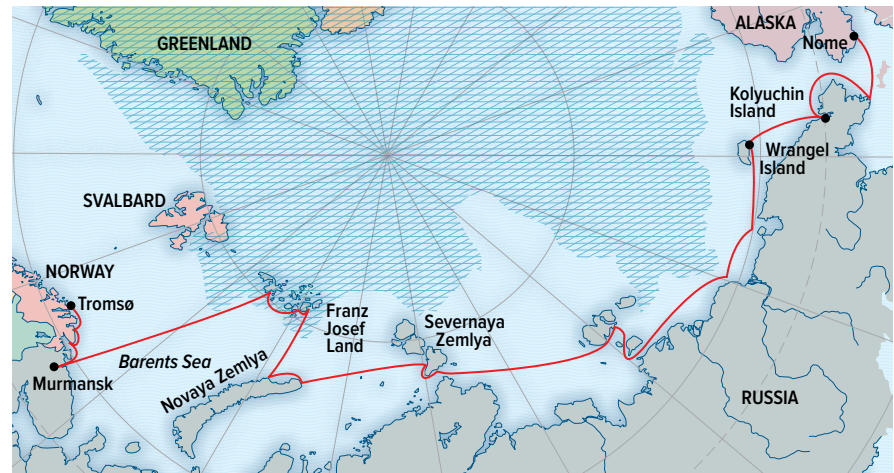 ALASKA
GREENLAND
Nome
Kolyuchin
Island
Wrangel
Island
SVALBARD
NORWAY
Tromsø
Franz
Josef
Land
Severnaya
Zemlya
Barents Sea
Novaya Zemlya
Murmansk
RUSSIA